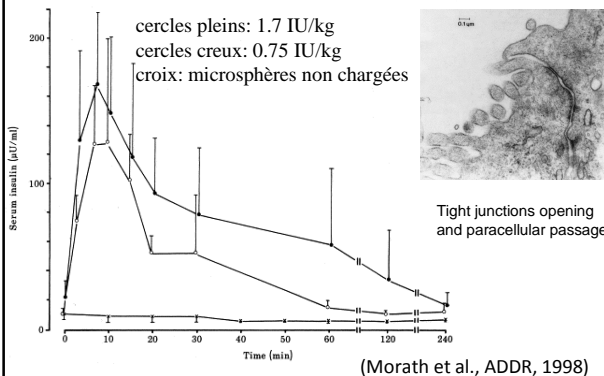 cercles pleins: 1.7 IU/kg
cercles creux: 0.75 IU/kg
croix: microsphères non chargées
Serum insulin (μU/ml)
200
100
0
0
10
20
30
40
50
60
120
240
Time (min)
0.1μm
Tight junctions opening
and paracellular passage
(Morath et al., ADDR, 1998)